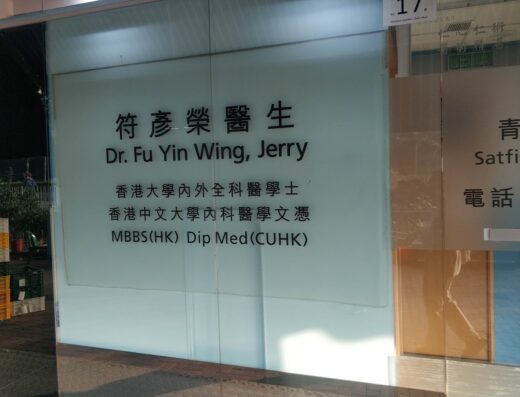 17.
符彥榮醫生
Dr. Fu Yin Wing, Jerry
香港大學內外全科醫學士
香港中文大學內科醫學文憑
MBBS(HK) Dip Med(CUHK)
青
Satfi
電話